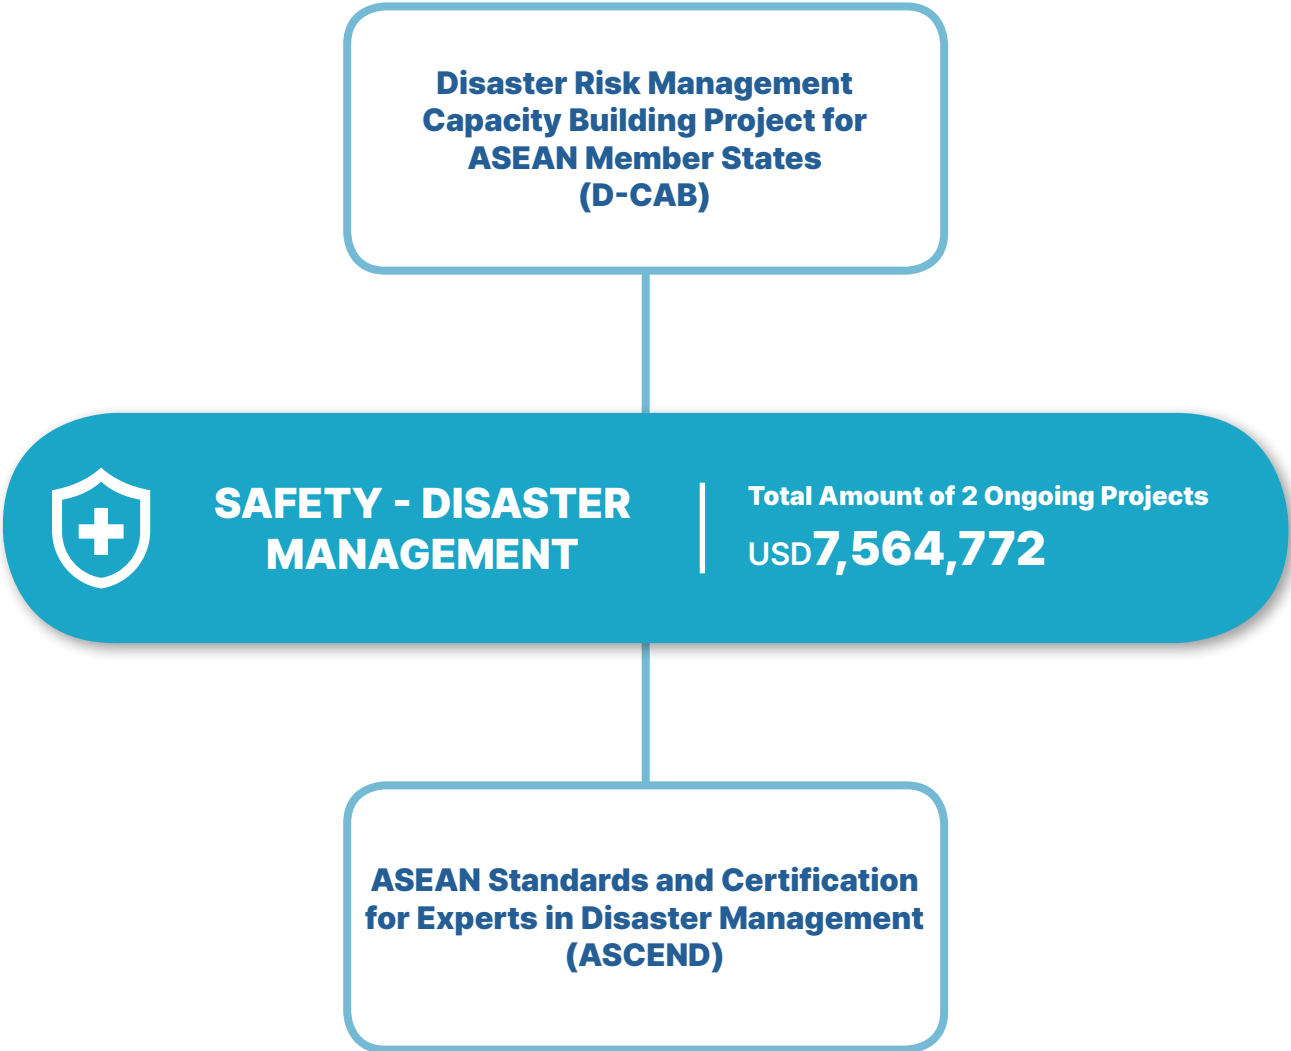 Disaster Risk Management
Capacity Building Project for
ASEAN Member States
(D-CAB)
SAFETY - DISASTER
MANAGEMENT
Total Amount of 2 Ongoing Projects
USD7,564,772
ASEAN Standards and Certification
for Experts in Disaster Management
(ASCEND)